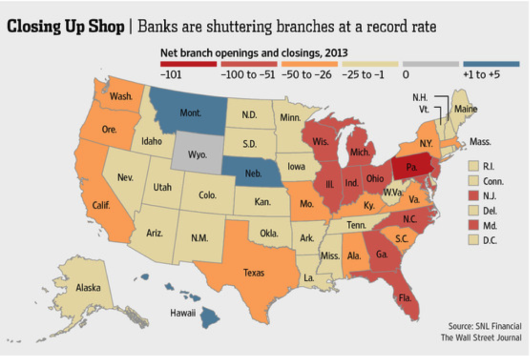 Closing Up Shop | Banks are shuttering branches at a record rate
Net branch openings and closings, 2013
−101 −100 to −51 −50 to −26 −25 to −1 0 +1 to +5
Wash.
Ore.
Calif.
Idaho
Nev.
Mont.
Wyo.
Utah
Ariz.
Colo.
N.M.
N.D.
S.D.
Neb.
Kan.
Okla.
Texas
Minn.
Iowa
Mo.
Ark.
La.
Wis.
Ill.
Mich.
Ind.
Ohio
Ky.
Tenn.
Miss.
Ala.
Ga.
Fla.
S.C.
N.C.
Va.
W.Va.
Pa.
N.Y.
Vt.
N.H.
Maine
Mass.
R.I.
Conn.
N.J.
Del.
Md.
D.C.
Alaska
Hawaii
Source: SNL Financial
The Wall Street Journal